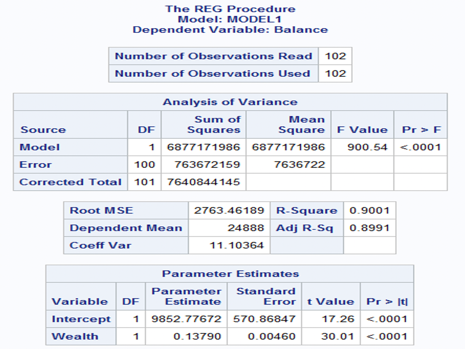 The REG Procedure
Model: MODEL1
Dependent Variable: Balance
Number of Observations Read 102
Number of Observations Used 102
Analysis of Variance
Source DF Sum of Squares Mean Square F Value Pr > F
Model 1 6877171986 6877171986 900.54 <.0001
Error 100 763672159 7636722
Corrected Total 101 7640844145
Root MSE 2763.46189 R-Square 0.9001
Dependent Mean 24888 Adj R-Sq 0.8991
Coeff Var 11.10364
Parameter Estimates
Variable DF Parameter Estimate Standard Error t Value Pr > |t|
Intercept 1 9852.77672 570.86847 17.26 <.0001
Wealth 1 0.13790 0.00460 30.01 <.0001